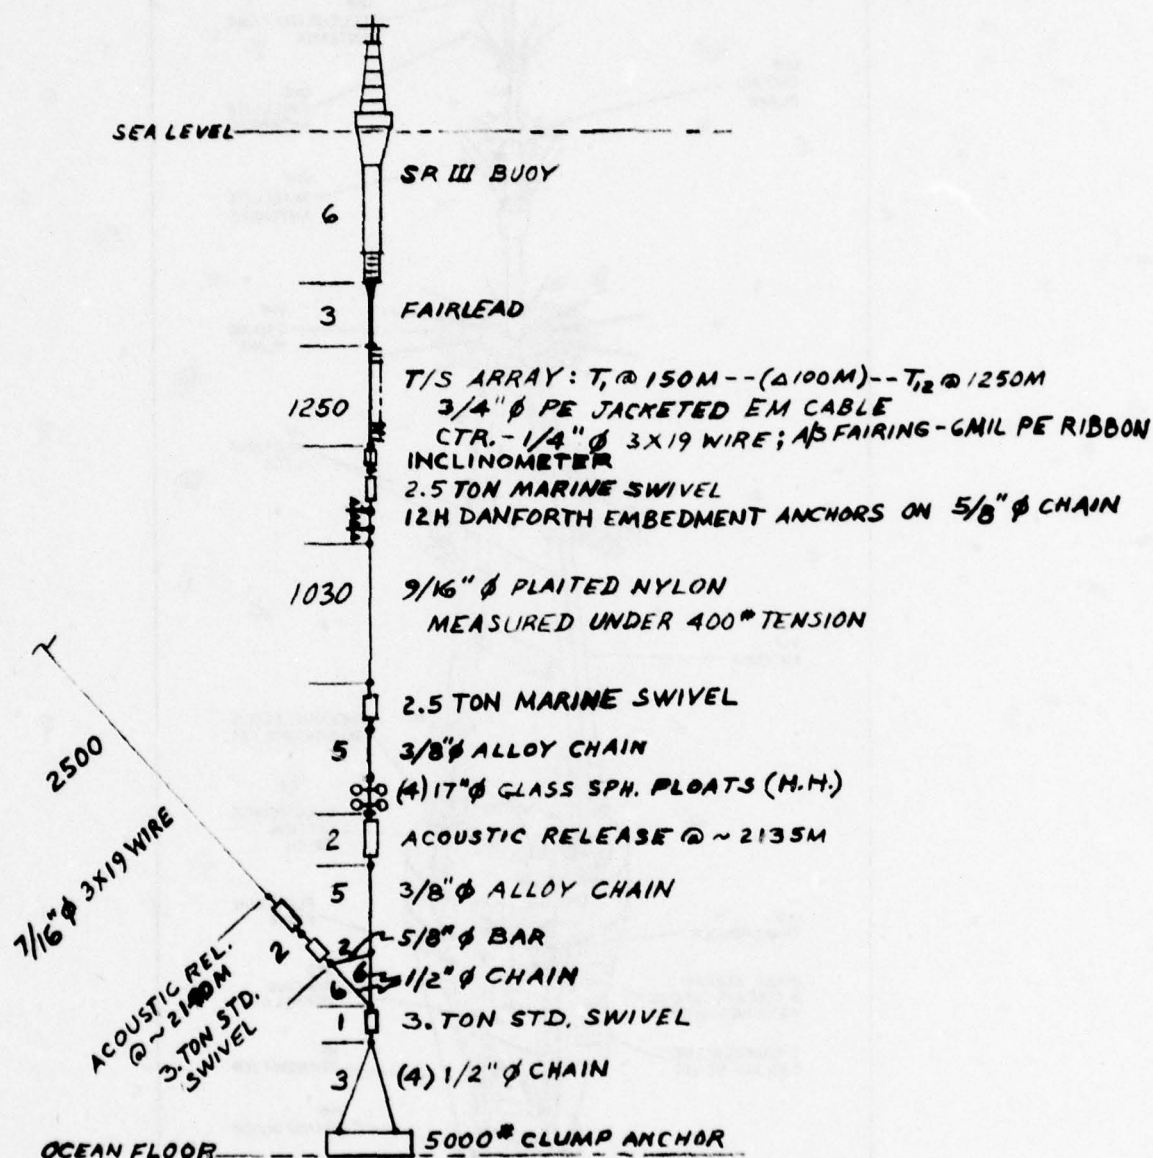 SEA LEVEL
SR III BUOY
6
3
FAIRLEAD
T/S ARRAY: T, @ 150M--(Δ100M)--T12 @ 1250M
1250
3/4"φ PE JACKETED EM CABLE
CTR.-1/4"φ 3X19 WIRE; A/S FAIRING-6MIL PE RIBBON
INCLINOMETER
2.5 TON MARINE SWIVEL
12H DANFORTH EMBEDMENT ANCHORS ON 5/8"φ CHAIN
1030
9/16"φ PLAITED NYLON
MEASURED UNDER 400# TENSION
2.5 TON MARINE SWIVEL
5
3/8"φ ALLOY CHAIN
(4) 17"φ GLASS SPH. FLOATS (H.H.)
2
ACOUSTIC RELEASE @ ~ 2135M
5
3/8"φ ALLOY CHAIN
2500
7/16"φ 3X19 WIRE
2
ACOUSTIC REL.
@ ~ M
3. TON STD.
SWIVEL
2
5/8"φ BAR
6
6
1/2"φ CHAIN
1
3. TON STD. SWIVEL
3
(4) 1/2"φ CHAIN
5000# CLUMP ANCHOR
OCEAN FLOOR